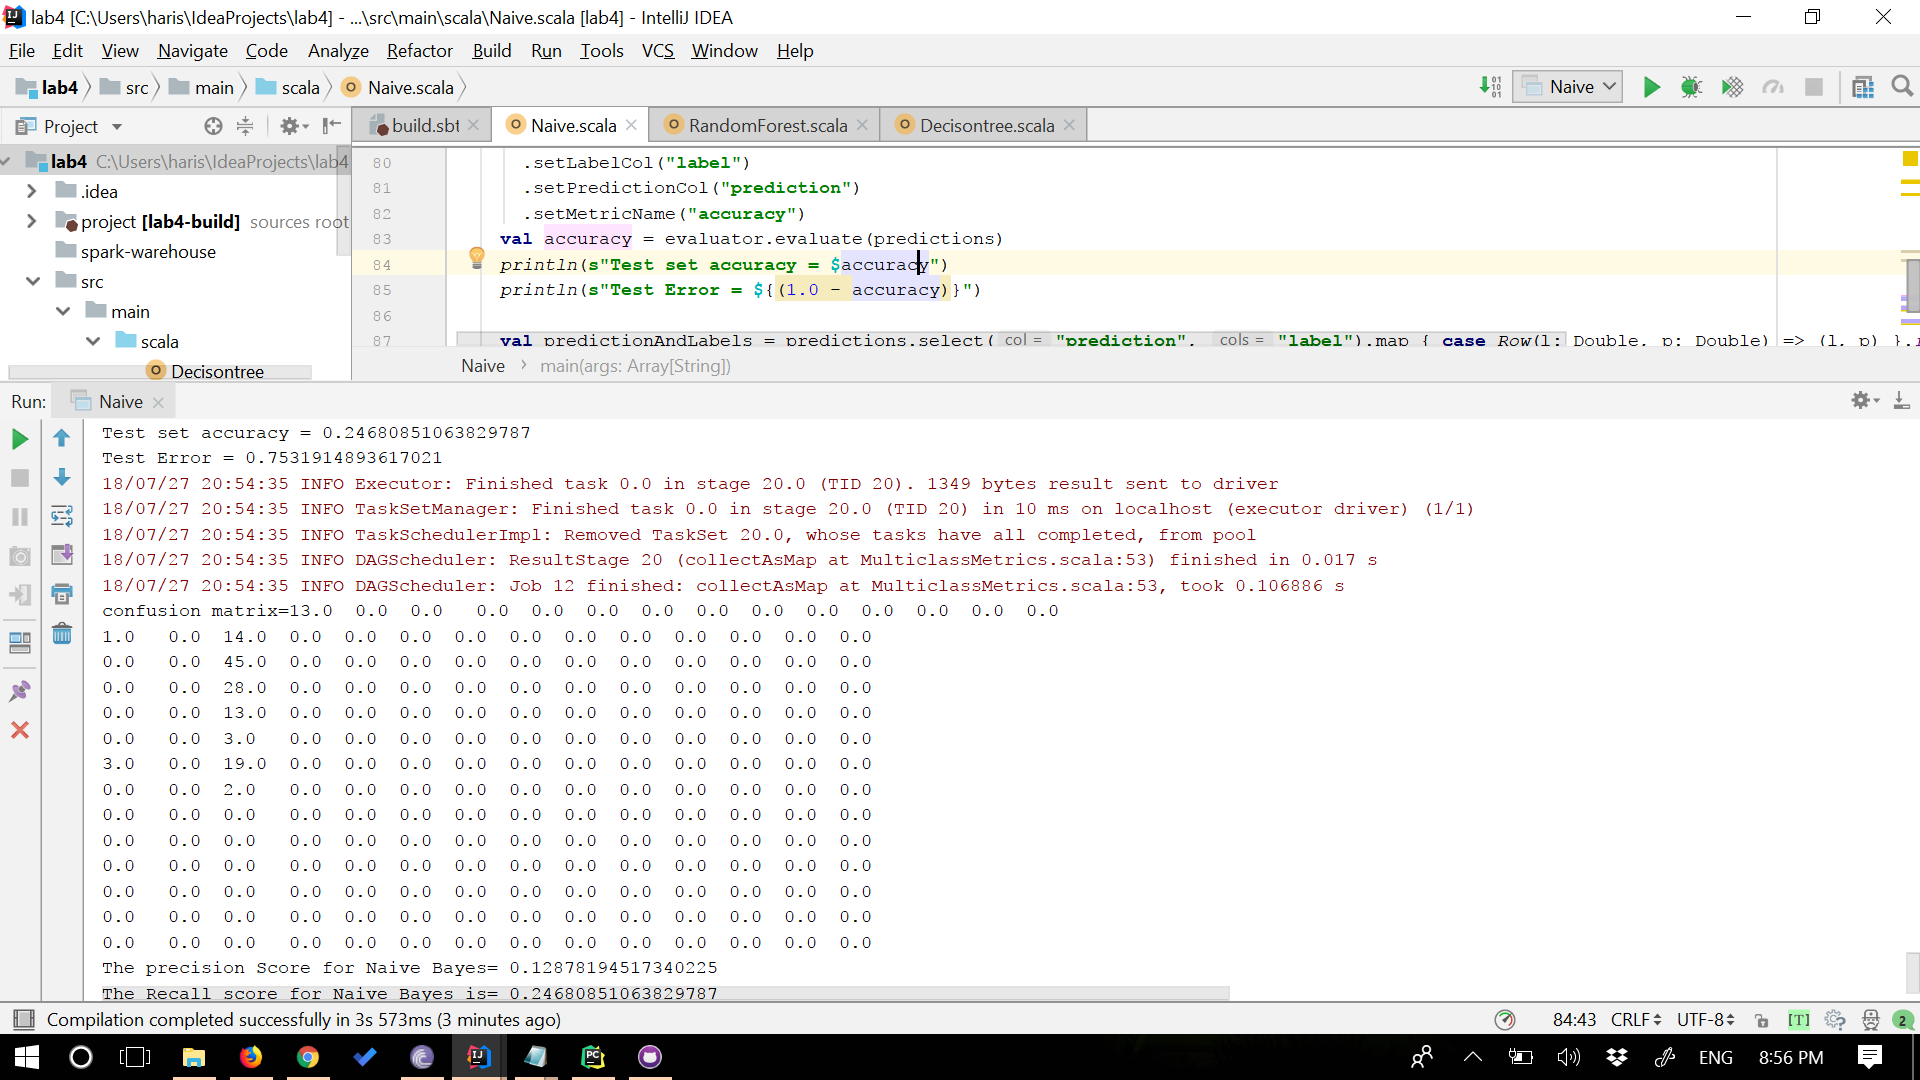 lab4 [C:\Users\haris\IdeaProjects\lab4] - ...\src\main\scala\Naive.scala [lab4] - IntelliJ IDEA
File Edit View Navigate Code Analyze Refactor Build Run Tools VCS Window Help
lab4 src main scala Naive.scala Naive
Project build.sbt Naive.scala RandomForest.scala Decisontree.scala
lab4 C:\Users\haris\IdeaProjects\lab4
.idea
project [lab4-build] sources root
spark-warehouse
src
main
scala
Decisontree
80 .setLabelCol("label")
81 .setPredictionCol("prediction")
82 .setMetricName("accuracy")
83 val accuracy = evaluator.evaluate(predictions)
84 println(s"Test set accuracy = $accuracy")
85 println(s"Test Error = ${(1.0 - accuracy)}")
86
87 val predictionAndLabels = predictions.select( col = "prediction", cols = "label").map { case Row(l: Double, p: Double) => (l, p) }.
Naive main(args: Array[String])
Run: Naive
Test set accuracy = 0.24680851063829787
Test Error = 0.7531914893617021
18/07/27 20:54:35 INFO Executor: Finished task 0.0 in stage 20.0 (TID 20). 1349 bytes result sent to driver
18/07/27 20:54:35 INFO TaskSetManager: Finished task 0.0 in stage 20.0 (TID 20) in 10 ms on localhost (executor driver) (1/1)
18/07/27 20:54:35 INFO TaskSchedulerImpl: Removed TaskSet 20.0, whose tasks have all completed, from pool
18/07/27 20:54:35 INFO DAGScheduler: ResultStage 20 (collectAsMap at MulticlassMetrics.scala:53) finished in 0.017 s
18/07/27 20:54:35 INFO DAGScheduler: Job 12 finished: collectAsMap at MulticlassMetrics.scala:53, took 0.106886 s
confusion matrix=13.0 0.0 0.0 0.0 0.0 0.0 0.0 0.0 0.0 0.0 0.0 0.0 0.0 0.0
1.0 0.0 14.0 0.0 0.0 0.0 0.0 0.0 0.0 0.0 0.0 0.0 0.0 0.0
0.0 0.0 45.0 0.0 0.0 0.0 0.0 0.0 0.0 0.0 0.0 0.0 0.0 0.0
0.0 0.0 28.0 0.0 0.0 0.0 0.0 0.0 0.0 0.0 0.0 0.0 0.0 0.0
0.0 0.0 13.0 0.0 0.0 0.0 0.0 0.0 0.0 0.0 0.0 0.0 0.0 0.0
0.0 0.0 3.0 0.0 0.0 0.0 0.0 0.0 0.0 0.0 0.0 0.0 0.0 0.0
3.0 0.0 19.0 0.0 0.0 0.0 0.0 0.0 0.0 0.0 0.0 0.0 0.0 0.0
0.0 0.0 2.0 0.0 0.0 0.0 0.0 0.0 0.0 0.0 0.0 0.0 0.0 0.0
0.0 0.0 0.0 0.0 0.0 0.0 0.0 0.0 0.0 0.0 0.0 0.0 0.0 0.0
0.0 0.0 0.0 0.0 0.0 0.0 0.0 0.0 0.0 0.0 0.0 0.0 0.0 0.0
0.0 0.0 0.0 0.0 0.0 0.0 0.0 0.0 0.0 0.0 0.0 0.0 0.0 0.0
0.0 0.0 0.0 0.0 0.0 0.0 0.0 0.0 0.0 0.0 0.0 0.0 0.0 0.0
0.0 0.0 0.0 0.0 0.0 0.0 0.0 0.0 0.0 0.0 0.0 0.0 0.0 0.0
0.0 0.0 0.0 0.0 0.0 0.0 0.0 0.0 0.0 0.0 0.0 0.0 0.0 0.0
The precision Score for Naive Bayes= 0.12878194517340225
The Recall score for Naive Bayes is= 0.24680851063829787
Compilation completed successfully in 3s 573ms (3 minutes ago) 84:43 CRLF UTF-8 [T] 2
ENG 8:56 PM